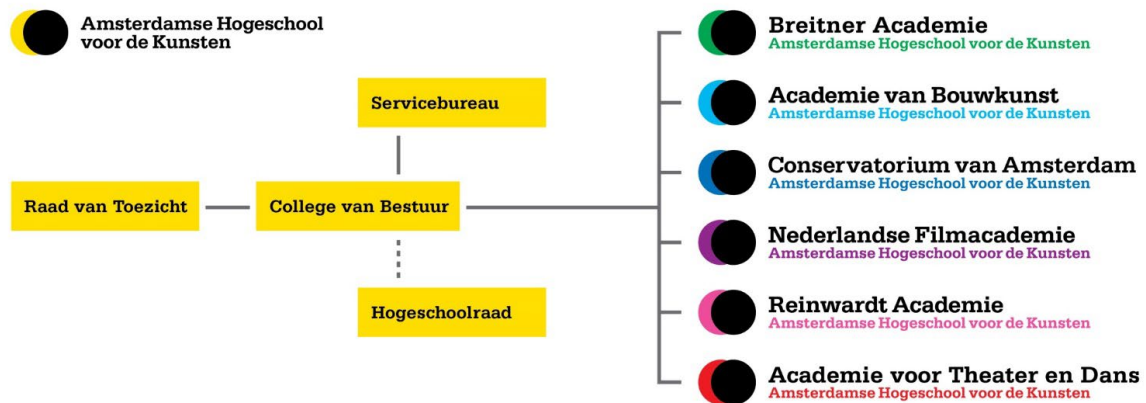 Amsterdamse Hogeschool
voor de Kunsten
Servicebureau
Raad van Toezicht
College van Bestuur
Hogeschoolraad
Breitner Academie
Amsterdamse Hogeschool voor de Kunsten
Academie van Bouwkunst
Amsterdamse Hogeschool voor de Kunsten
Conservatorium van Amsterdam
Amsterdamse Hogeschool voor de Kunsten
Nederlandse Filmacademie
Amsterdamse Hogeschool voor de Kunsten
Reinwardt Academie
Amsterdamse Hogeschool voor de Kunsten
Academie voor Theater en Dans
Amsterdamse Hogeschool voor de Kunsten